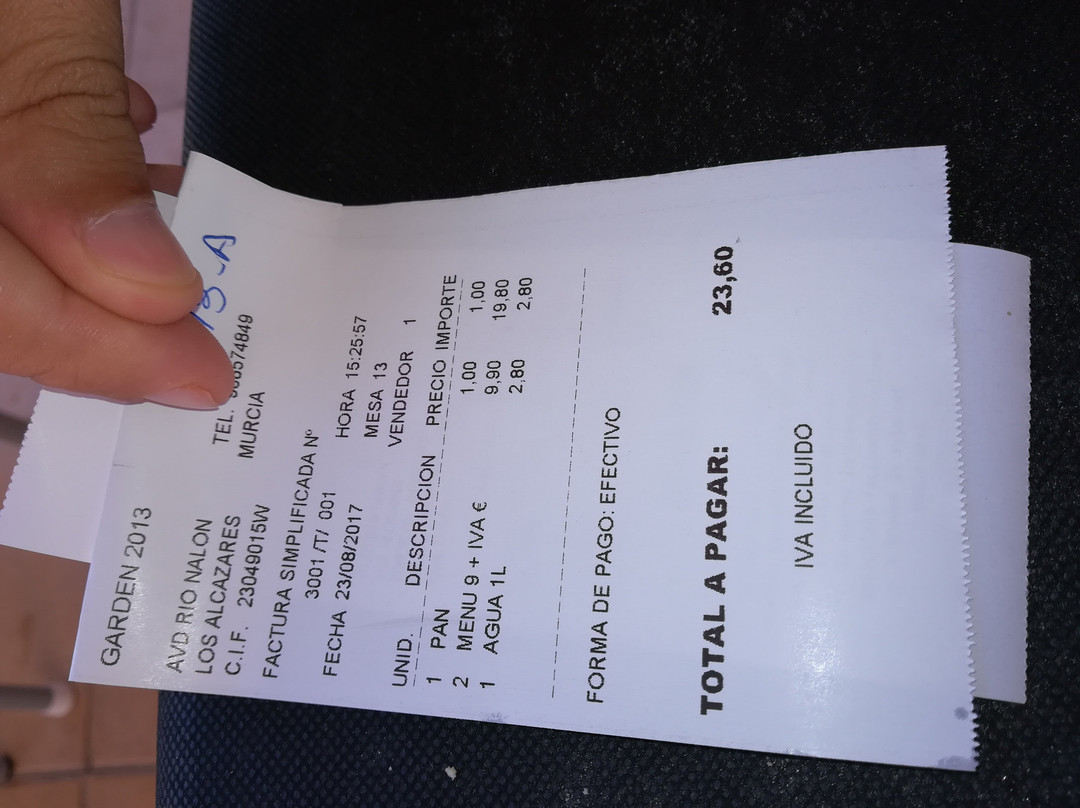 GARDEN 2013
AVD RIO NALON
LOS ALCAZARES TEL.
C.I.F. 23049015W MURCIA
FACTURA SIMPLIFICADA Nº
3001 /T/ 001
FECHA 23/08/2017 HORA 15:25:57
MESA 13
VENDEDOR 1
UNID. DESCRIPCION PRECIO IMPORTE
1 PAN 1,00 1,00
2 MENU 9 + IVA € 9,90 19,80
1 AGUA 1L 2,80 2,80
FORMA DE PAGO: EFECTIVO
TOTAL A PAGAR: 23,60
IVA INCLUIDO